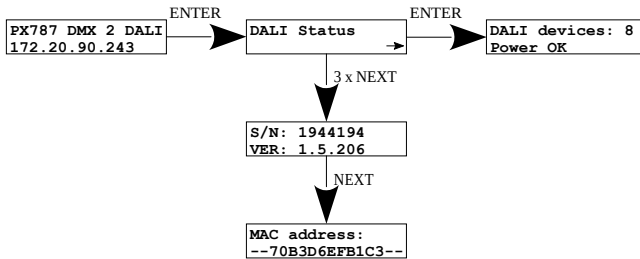 ENTER
ENTER
PX787 DMX 2 DALI
172.20.90.243
DALI Status
DALI devices: 8
Power OK
3 x NEXT
S/N: 1944194
VER: 1.5.206
NEXT
MAC address:
--70B3D6EFB1C3--